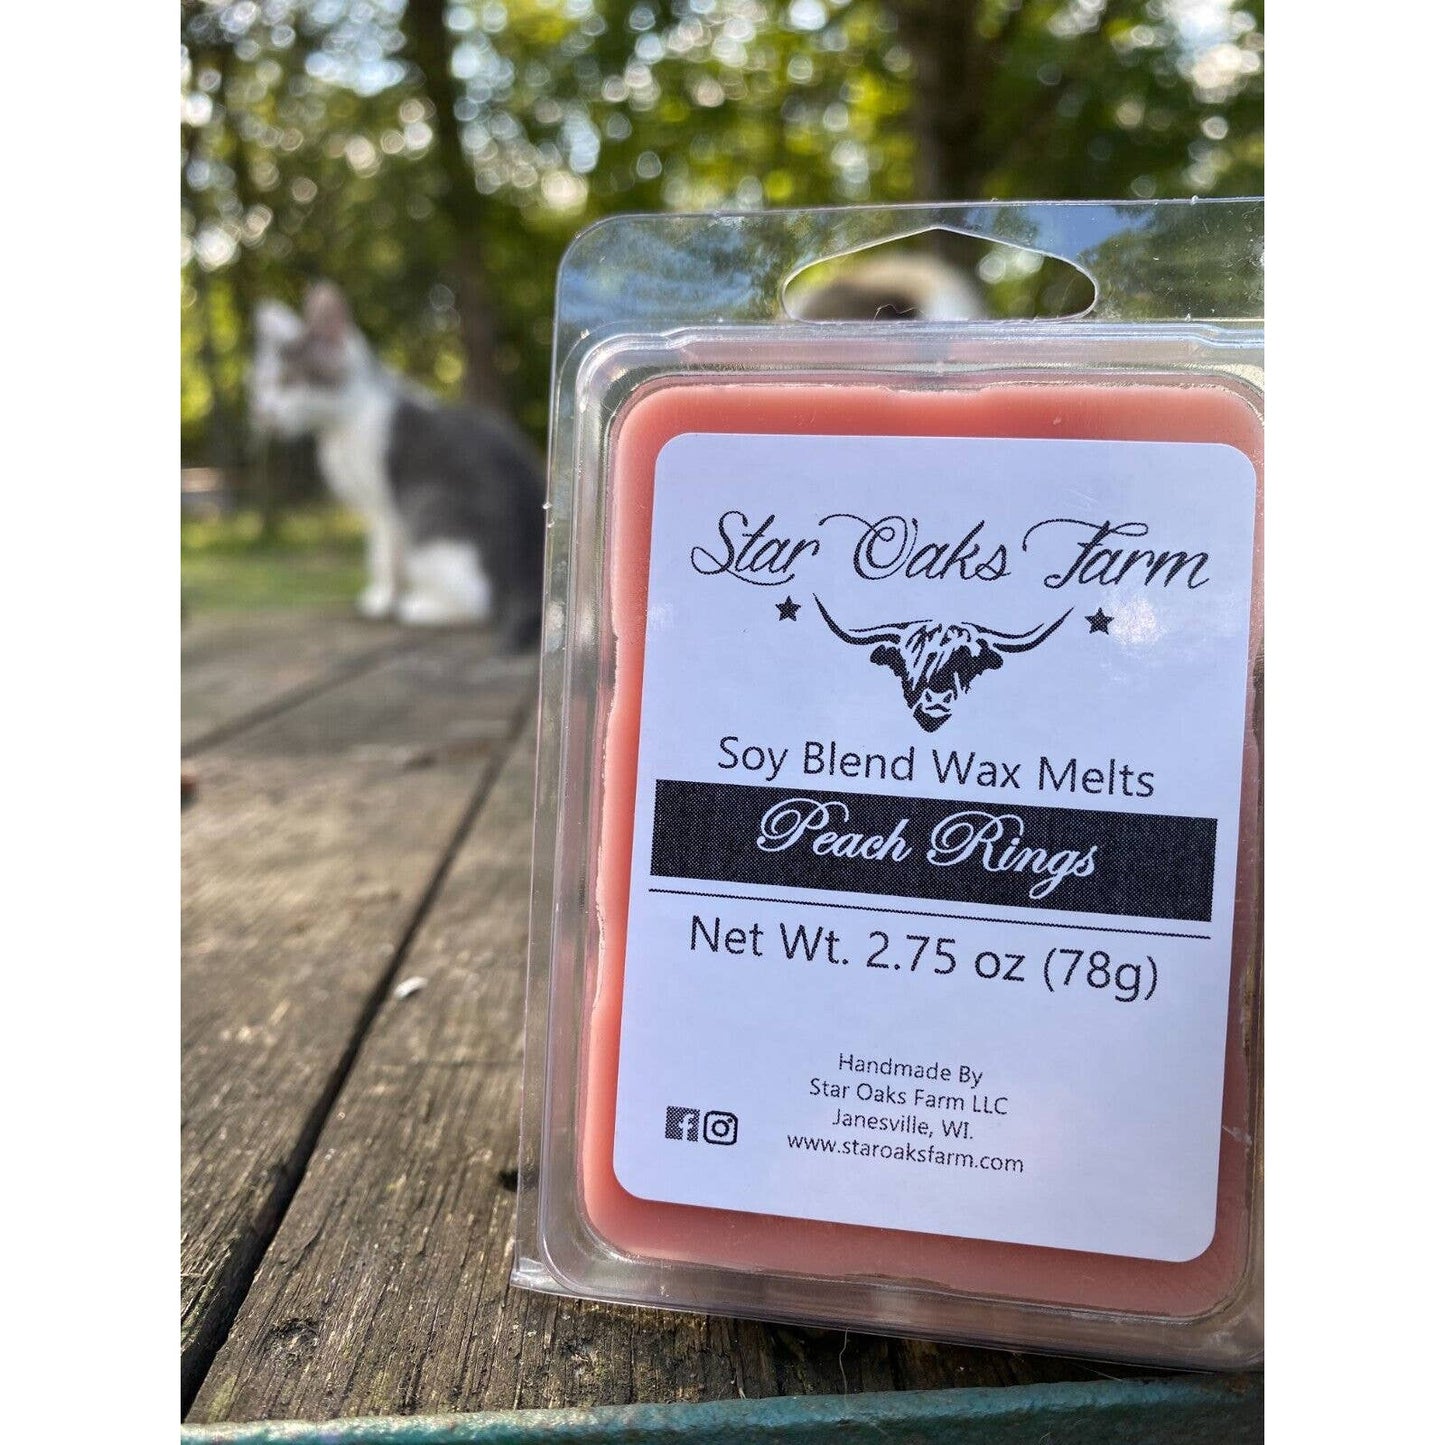 Star Oaks Farm
Soy Blend Wax Melts
Peach Rings
Net Wt. 2.75 oz (78g)
Handmade By
Star Oaks Farm LLC
Janesville, WI.
www.staroaksfarm.com